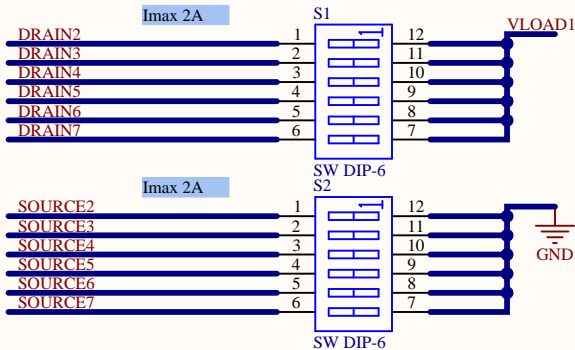 Imax 2A
S1
VLOAD1
DRAIN2 1 12
DRAIN3 2 11
DRAIN4 3 10
DRAIN5 4 9
DRAIN6 5 8
DRAIN7 6 7
1
SW DIP-6
Imax 2A
S2
SOURCE2 1 12
SOURCE3 2 11
SOURCE4 3 10
SOURCE5 4 9
SOURCE6 5 8
SOURCE7 6 7
1
GND
SW DIP-6